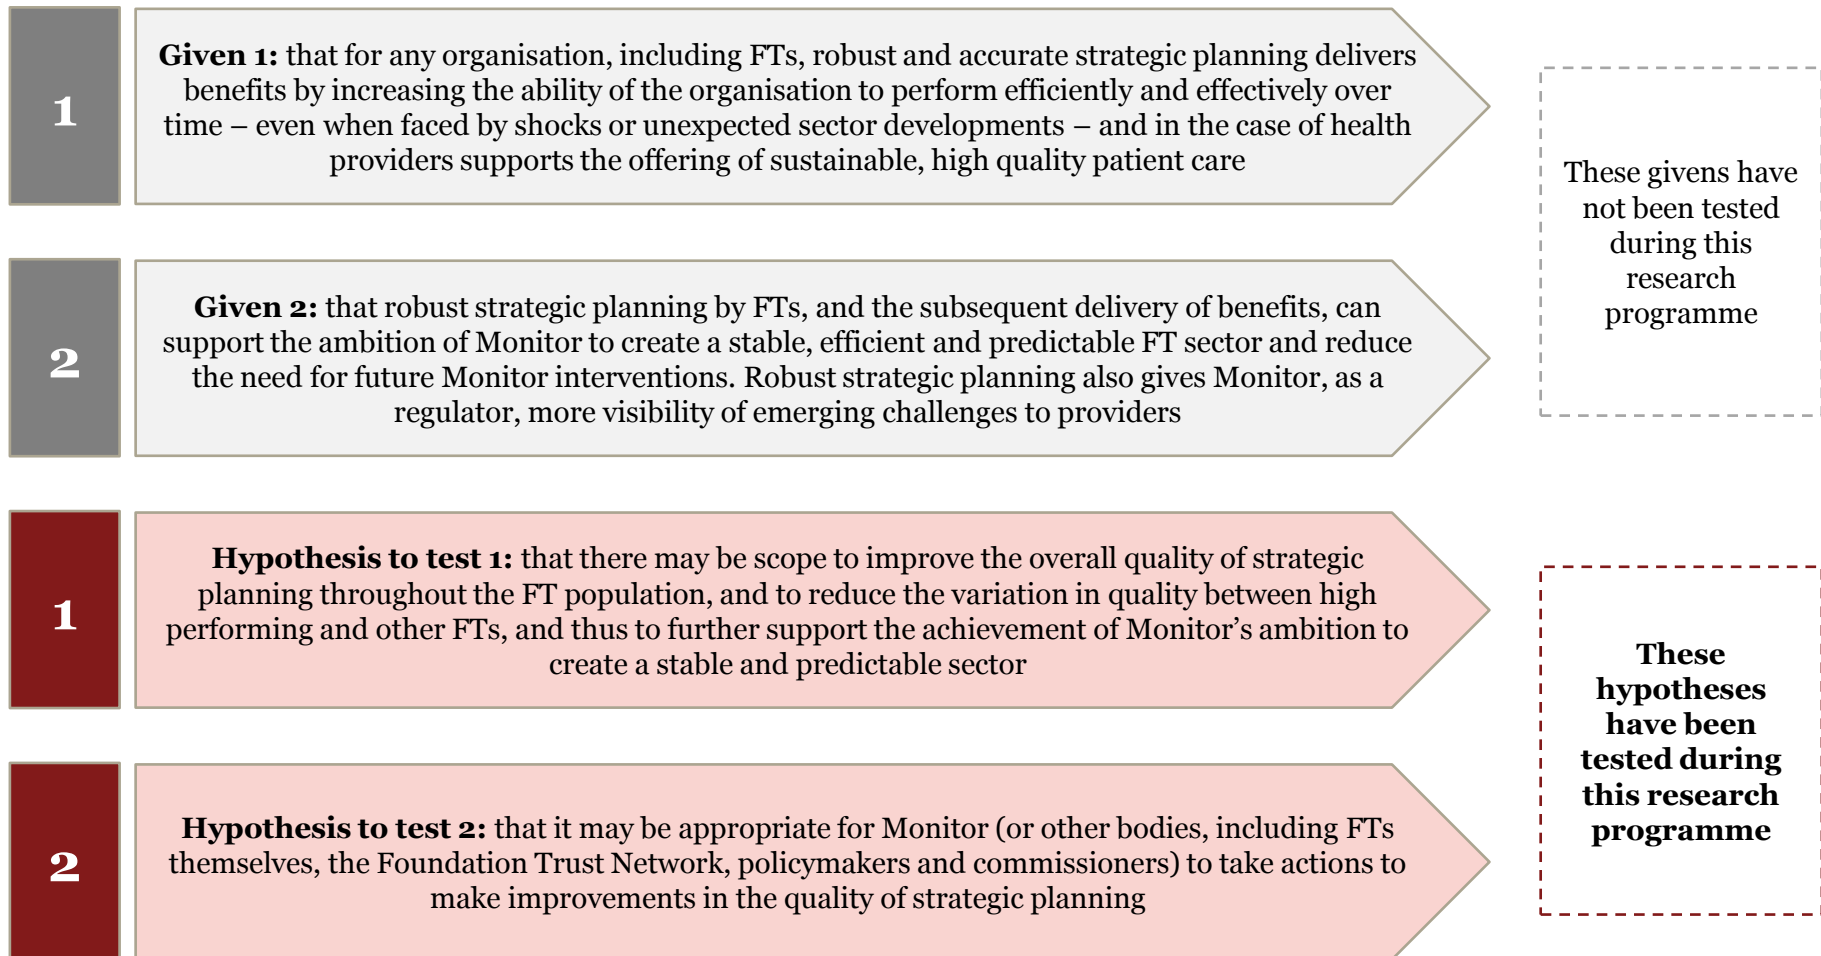 1
Given 1: that for any organisation, including FTs, robust and accurate strategic planning delivers
benefits by increasing the ability of the organisation to perform efficiently and effectively over
time – even when faced by shocks or unexpected sector developments – and in the case of health
providers supports the offering of sustainable, high quality patient care
2
Given 2: that robust strategic planning by FTs, and the subsequent delivery of benefits, can
support the ambition of Monitor to create a stable, efficient and predictable FT sector and reduce
the need for future Monitor interventions. Robust strategic planning also gives Monitor, as a
regulator, more visibility of emerging challenges to providers
These givens have
not been tested
during this
research
programme
1
Hypothesis to test 1: that there may be scope to improve the overall quality of strategic
planning throughout the FT population, and to reduce the variation in quality between high
performing and other FTs, and thus to further support the achievement of Monitor’s ambition to
create a stable and predictable sector
2
Hypothesis to test 2: that it may be appropriate for Monitor (or other bodies, including FTs
themselves, the Foundation Trust Network, policymakers and commissioners) to take actions to
make improvements in the quality of strategic planning
These
hypotheses
have been
tested during
this research
programme